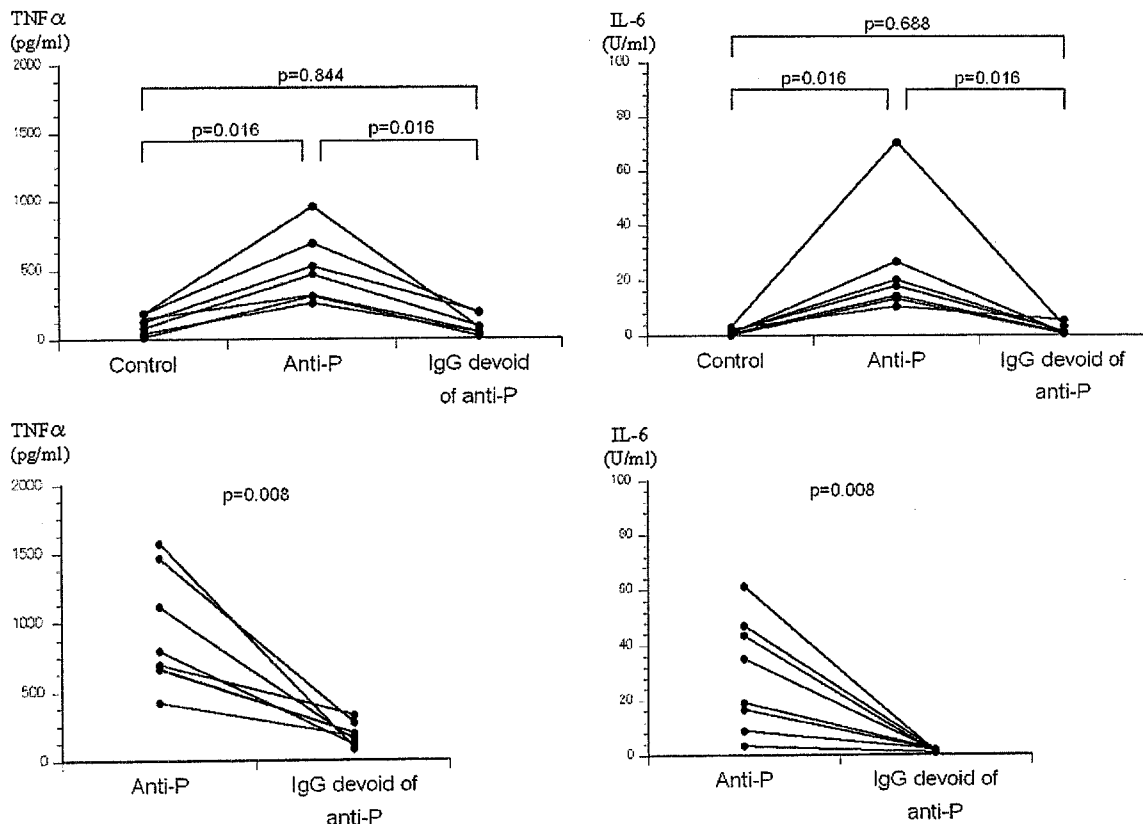 TNFα
(pg/ml)
2000
1500
1000
500
0
p=0.844
p=0.016
p=0.016
Control
Anti-P
IgG devoid
of anti-P
IL-6
(U/ml)
100
80
60
40
20
0
p=0.688
p=0.016
p=0.016
Control
Anti-P
IgG devoid of
anti-P
TNFα
(pg/ml)
2000
1500
1000
500
0
p=0.008
Anti-P
IgG devoid of
anti-P
IL-6
(U/ml)
100
80
60
40
20
0
p=0.008
Anti-P
IgG devoid of
anti-P